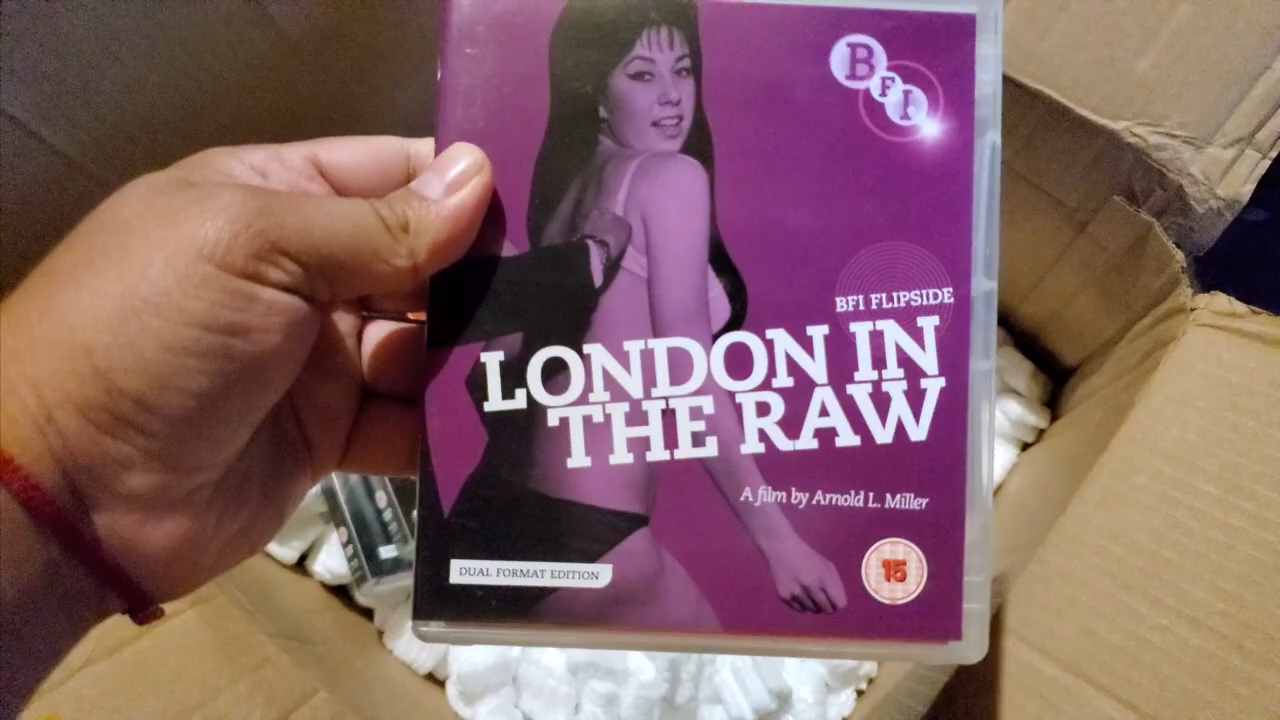 BFI
BFI FLIPSIDE
LONDON IN
THE RAW
A film by Arnold L. Miller
DUAL FORMAT EDITION
15